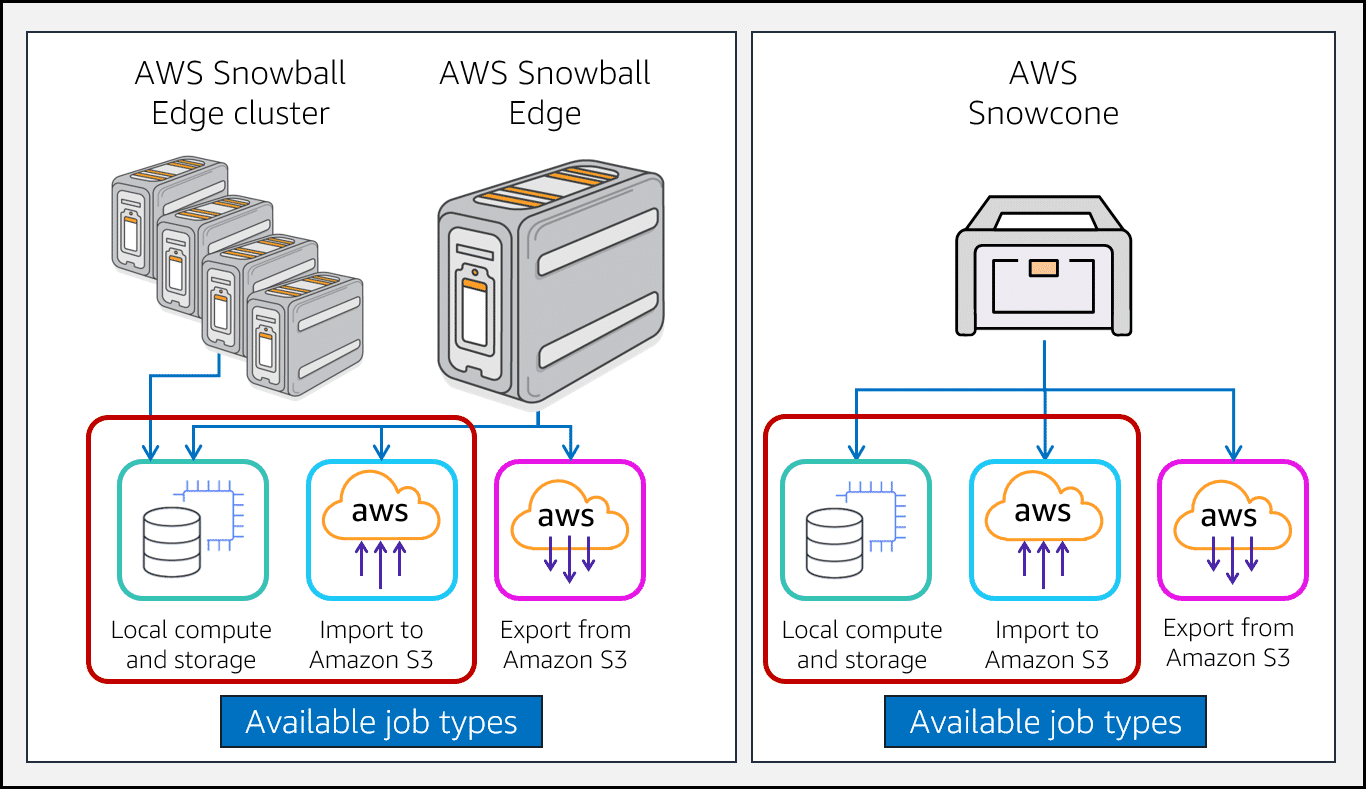 AWS Snowball
Edge cluster
AWS Snowball
Edge
aws
aws
Local compute
and storage
Import to
Amazon S3
Export from
Amazon S3
Available job types
AWS
Snowcone
aws
aws
Local compute
and storage
Import to
Amazon S3
Export from
Amazon S3
Available job types